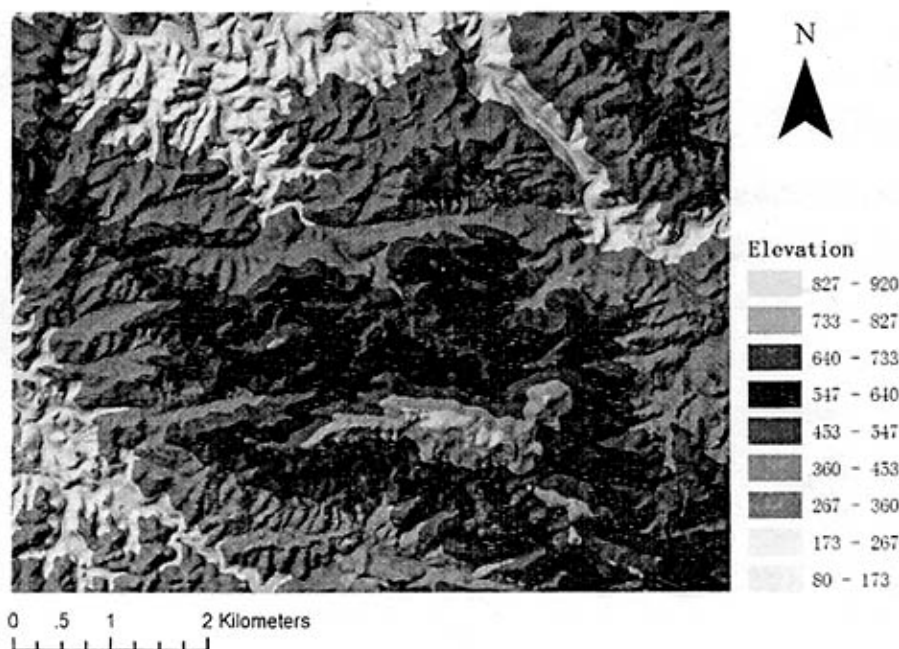 N
Elevation
827 - 920
733 - 827
640 - 733
547 - 640
453 - 547
360 - 453
267 - 360
173 - 267
80 - 173
0 .5 1 2 Kilometers